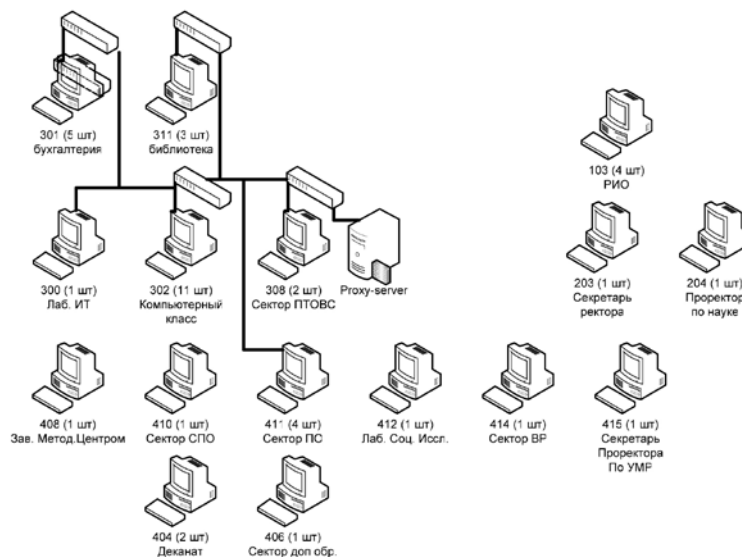 301 (5 шт)
бухгалтерия
311 (3 шт)
библиотека
103 (4 шт)
РИО
300 (1 шт)
Лаб. ИТ
302 (11 шт)
Компьютерный
класс
308 (2 шт)
Сектор ПТОВС
Proxy-server
203 (1 шт)
Секретарь
ректора
204 (1 шт)
Проректор
по науке
408 (1 шт)
Зав. Метод.Центром
410 (1 шт)
Сектор СПО
411 (4 шт)
Сектор ПС
412 (1 шт)
Лаб. Соц. Иссл.
414 (1 шт)
Сектор ВР
415 (1 шт)
Секретарь
Проректора
По УМР
404 (2 шт)
Деканат
406 (1 шт)
Сектор доп обр.